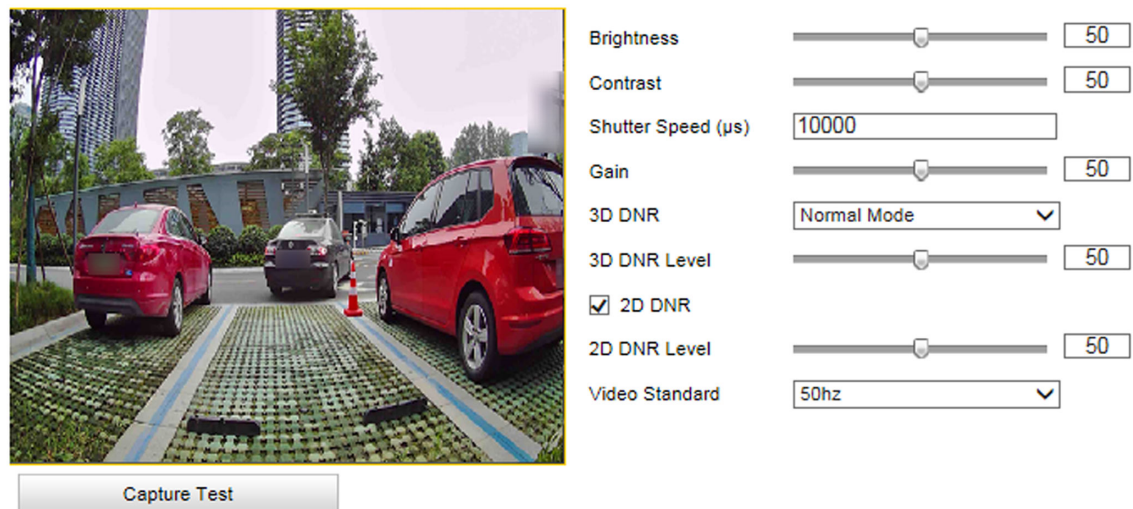 Brightness 50
Contrast 50
Shutter Speed (µs) 10000
Gain 50
3D DNR Normal Mode
3D DNR Level 50
2D DNR
2D DNR Level 50
Video Standard 50hz
Capture Test